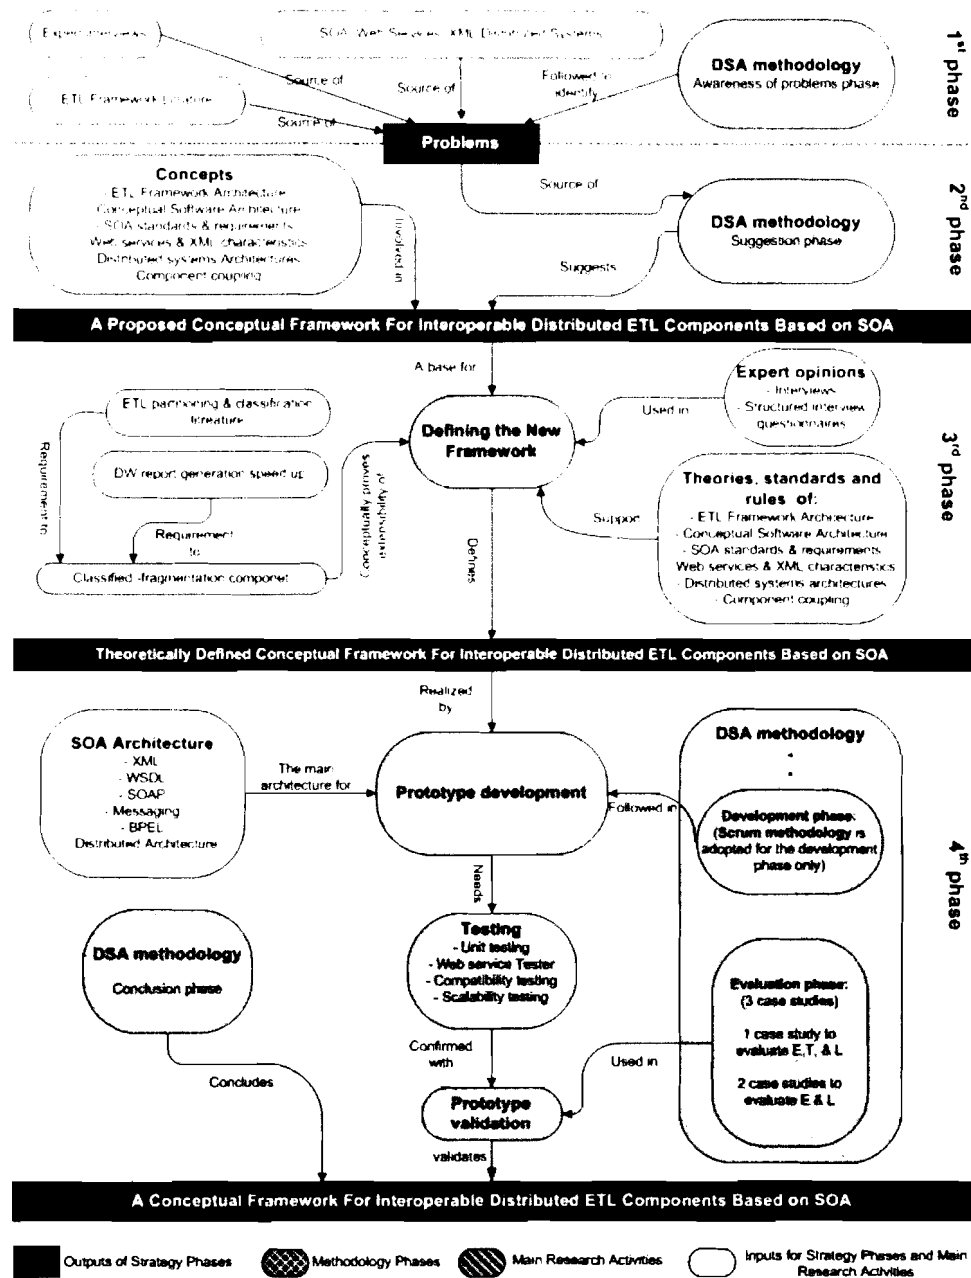 Expert Interviews
SOA, Web Services, XML Distributed Systems
DSA methodology
Awareness of problems phase
1st phase
Source of
Source of
Followed to
identify
ETL Framework Litrature
Source of
Problems
Concepts
- ETL Framework Architecture
Conceptual Software Architecture
- SOA standards & requirements
Web services & XML characteristics
Distributed systems Architectures
Component coupling
Involved in
Source of
DSA methodology
Suggestion phase
Suggests
2nd phase
A Proposed Conceptual Framework For Interoperable Distributed ETL Components Based on SOA
A base for
ETL partitioning & classification
litreature
DW report generation speed up
Requirement to
Requirement
to
Classified -fragmentation componet
Conceptually proves
extensibility of
Defining the New
Framework
Used in
Expert opinions
- Interviews
- Structured interview
questionnaires
Support
Theories, standards and
rules of:
- ETL Framework Architecture
- Conceptual Software Architecture
- SOA standards & requirements
Web services & XML characteristics
- Distributed systems architectures
- Component coupling
Defines
3rd phase
Theoretically Defined Conceptual Framework For Interoperable Distributed ETL Components Based on SOA
Realized
by
SOA Architecture
- XML
- WSDL
- SOAP
- Messaging
- BPEL
Distributed Architecture
The main
architecture for
Prototype development
Followed in
DSA methodology
.
.
Development phase:
(Scrum methodology is
adopted for the development
phase only)
Needs
4th phase
Testing
- Unit testing
- Web service Tester
- Compatibility testing
- Scalability testing
DSA methodology
Conclusion phase
Evaluation phase:
(3 case studies)
1 case study to
evaluate E,T, & L
2 case studies to
evaluate E & L
Confirmed
with
Used in
Concludes
Prototype
validation
validates
A Conceptual Framework For Interoperable Distributed ETL Components Based on SOA
Outputs of Strategy Phases
Methodology Phases
Main Research Activities
Inputs for Strategy Phases and Main
Research Activities